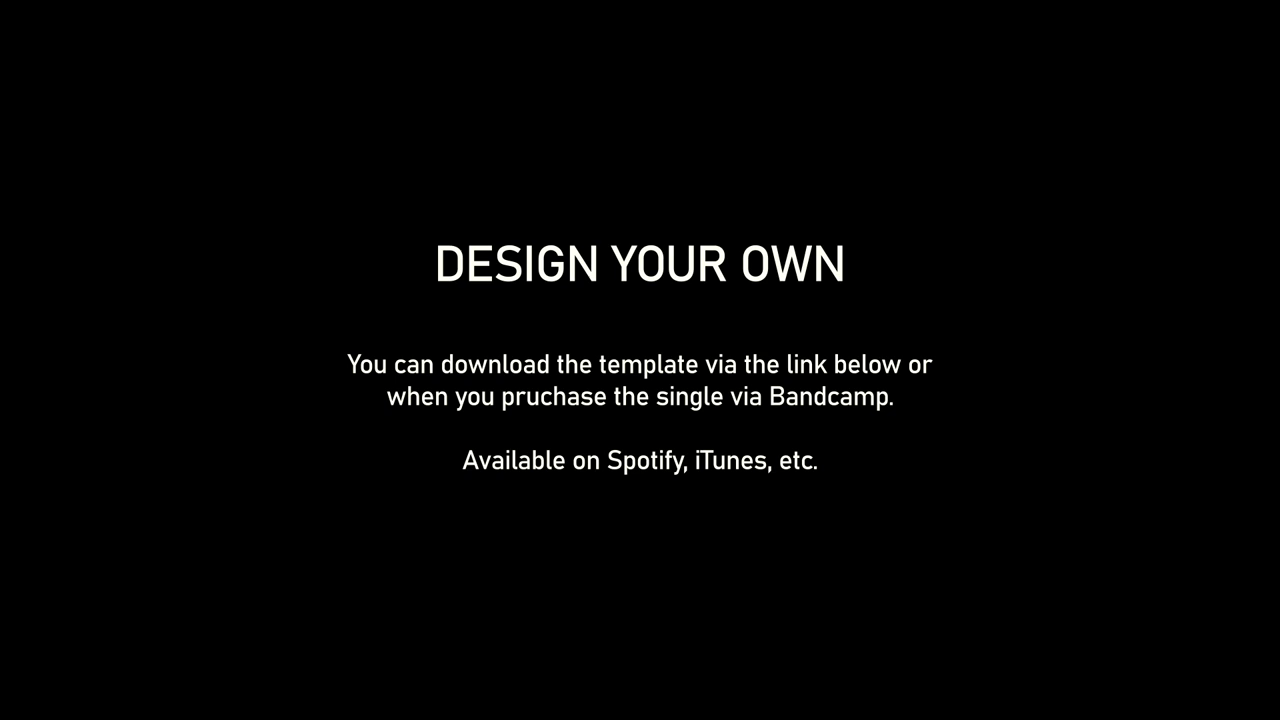 DESIGN YOUR OWN
You can download the template via the link below or
when you pruchase the single via Bandcamp.
Available on Spotify, iTunes, etc.